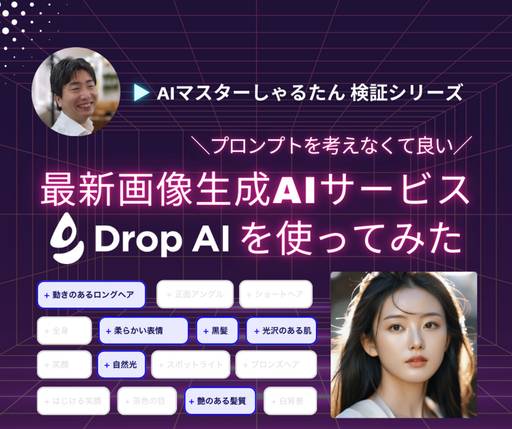 AIマスターしゃるたん 検証シリーズ
＼プロンプトを考えなくて良い／
最新画像生成AIサービス
Drop AI を使ってみた
+ 動きのあるロングヘア + 正面アングル + ショートヘア
+ 全身 + 柔らかい表情 + 黒髪 + 光沢のある肌
+ 笑顔 + 自然光 + スポットライト + ブロンズヘア
+ はじける笑顔 + 茶色の瞳 + 艶のある髪質 + 白背景